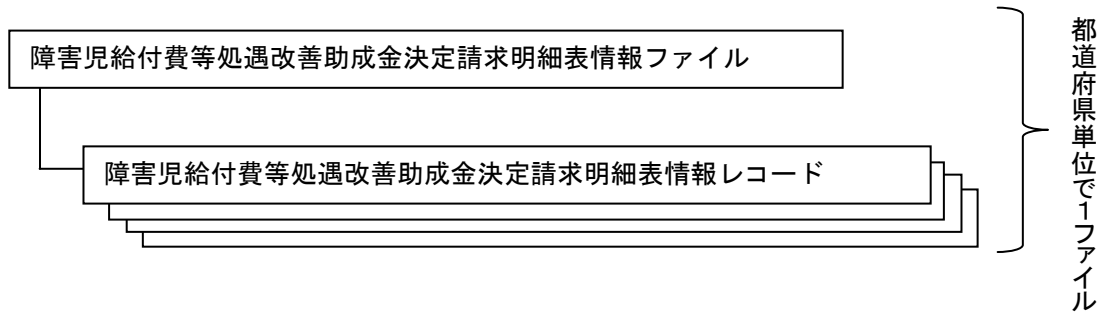 障害児給付費等処遇改善助成金決定請求明細表情報ファイル
障害児給付費等処遇改善助成金決定請求明細表情報レコード
都道府県単位で1ファイル